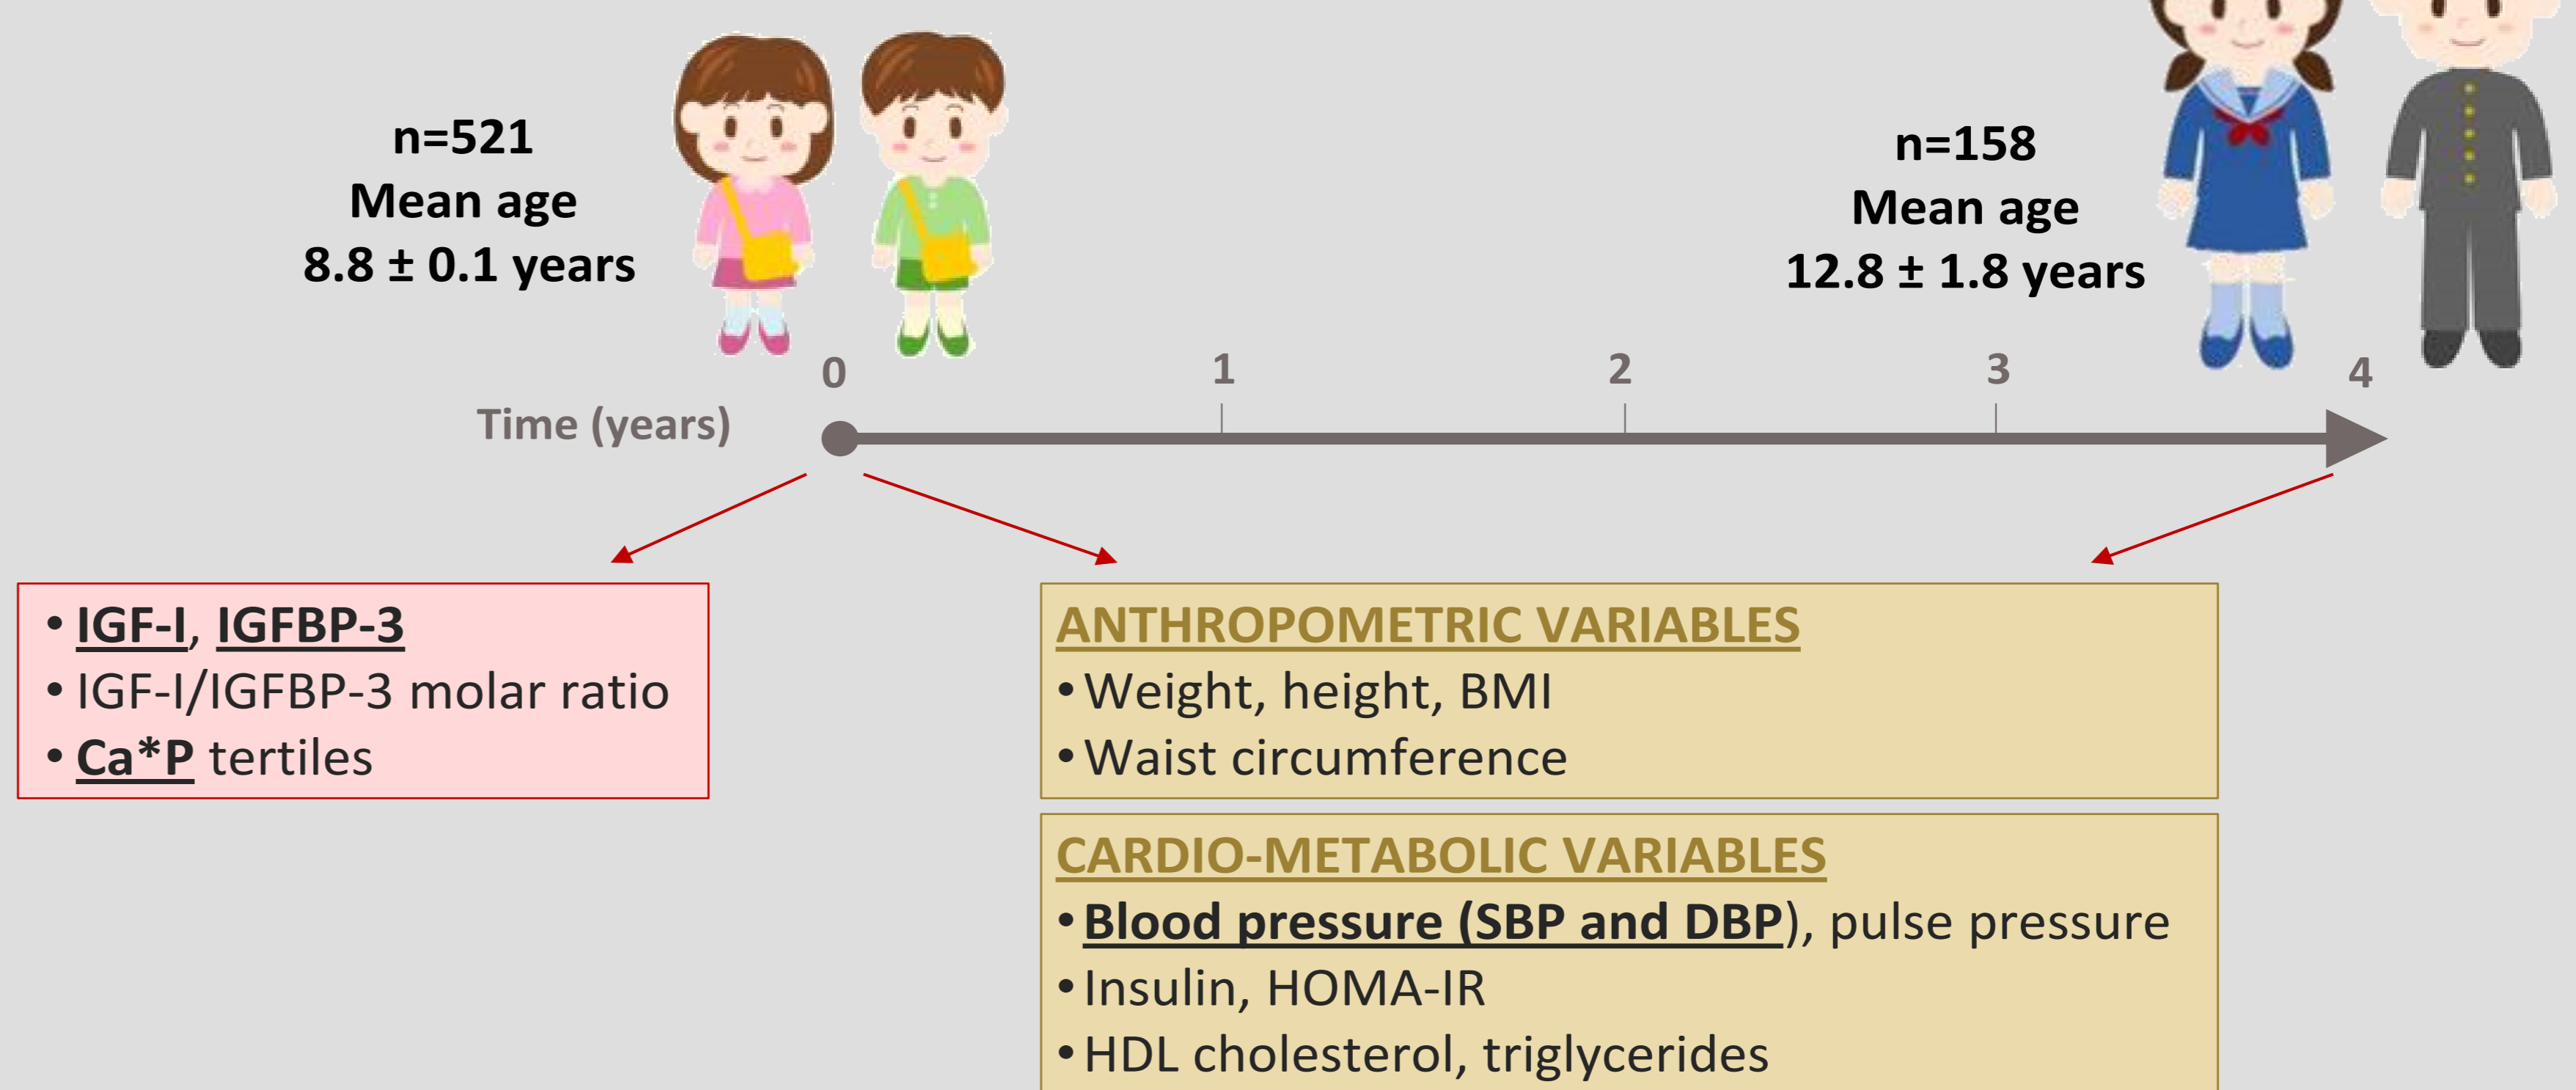 n=521
Mean age
8.8 ± 0.1 years
n=158
Mean age
12.8 ± 1.8 years
0
1
2
3
4
Time (years)
• IGF-I, IGFBP-3
• IGF-I/IGFBP-3 molar ratio
• Ca*P tertiles
ANTHROPOMETRIC VARIABLES
• Weight, height, BMI
• Waist circumference
CARDIO-METABOLIC VARIABLES
• Blood pressure (SBP and DBP), pulse pressure
• Insulin, HOMA-IR
• HDL cholesterol, triglycerides